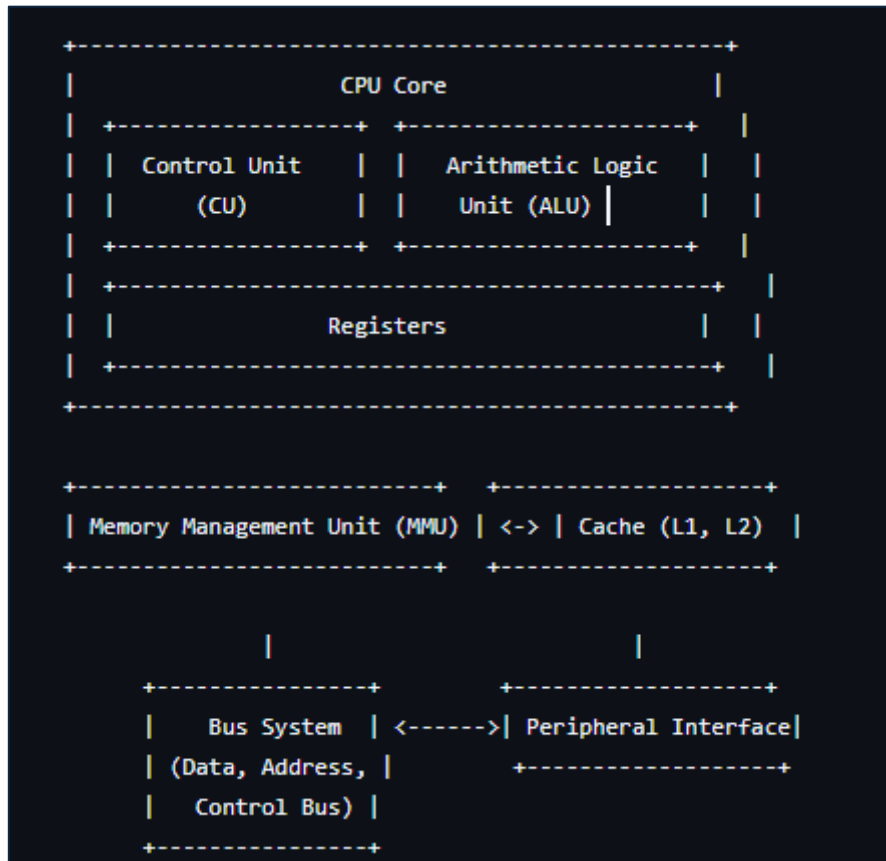 CPU Core
Control Unit Arithmetic Logic
(CU) Unit (ALU)
Registers
Memory Management Unit (MMU) <-> Cache (L1, L2)
Bus System <------> Peripheral Interface
(Data, Address,
Control Bus)